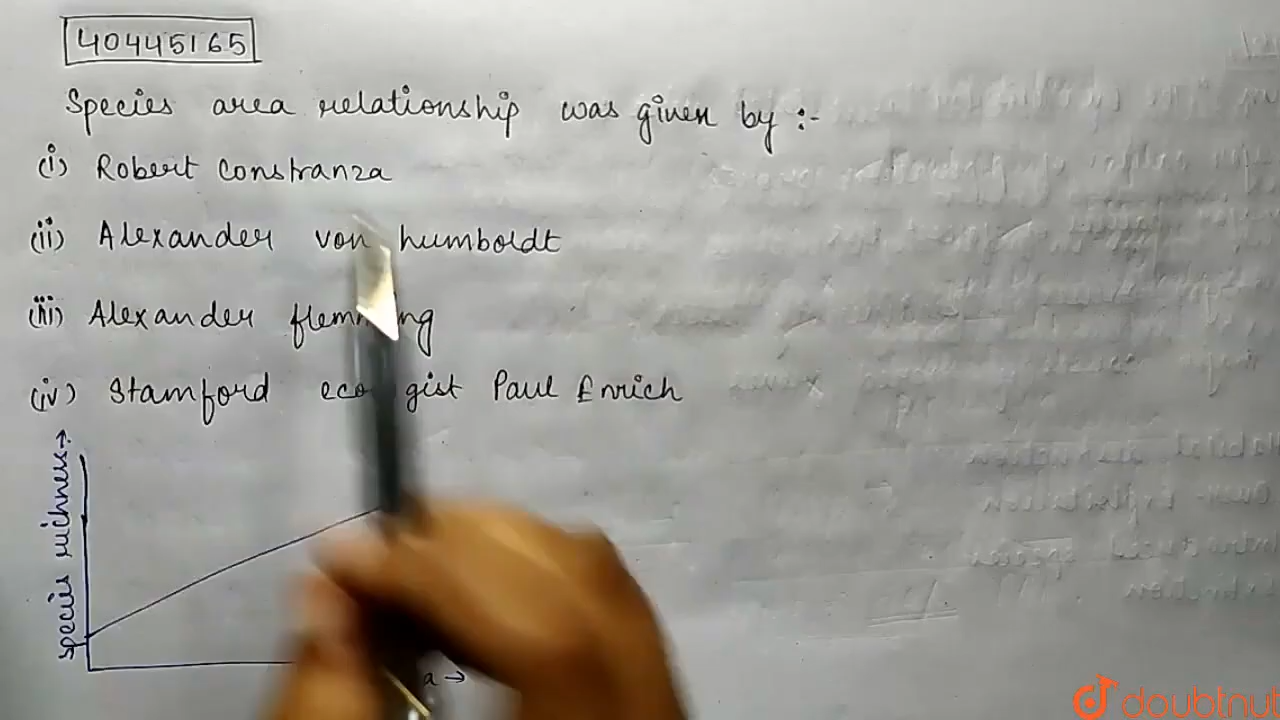 40445165
Species area relationship was given by :-
(i) Robert Constranza
(ii) Alexander von humboldt
(iii) Alexander
(iv) Stamford Paul Enrich
species richness→
a →
doubtnut